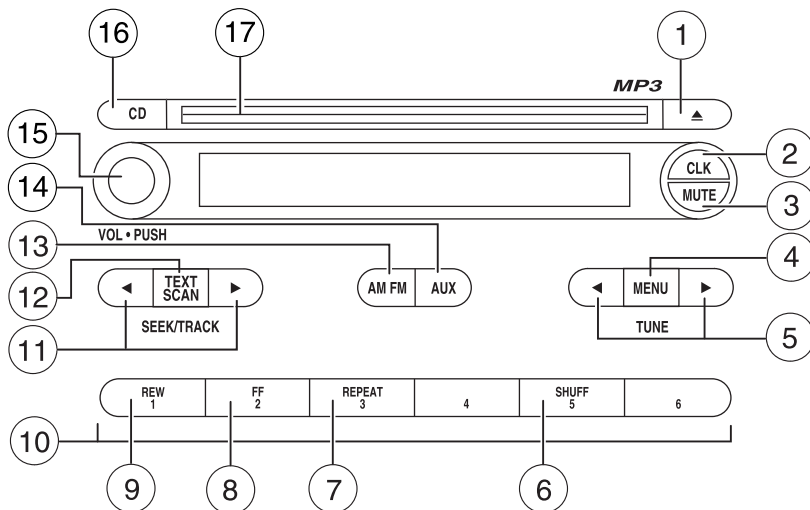 16
17
1
MP3
CD
15
2
CLK
14
MUTE
3
VOL • PUSH
13
4
12
TEXT
SCAN
AM FM
AUX
MENU
SEEK/TRACK
TUNE
11
5
REW
1
FF
2
REPEAT
3
4
SHUFF
5
6
10
9
8
7
6